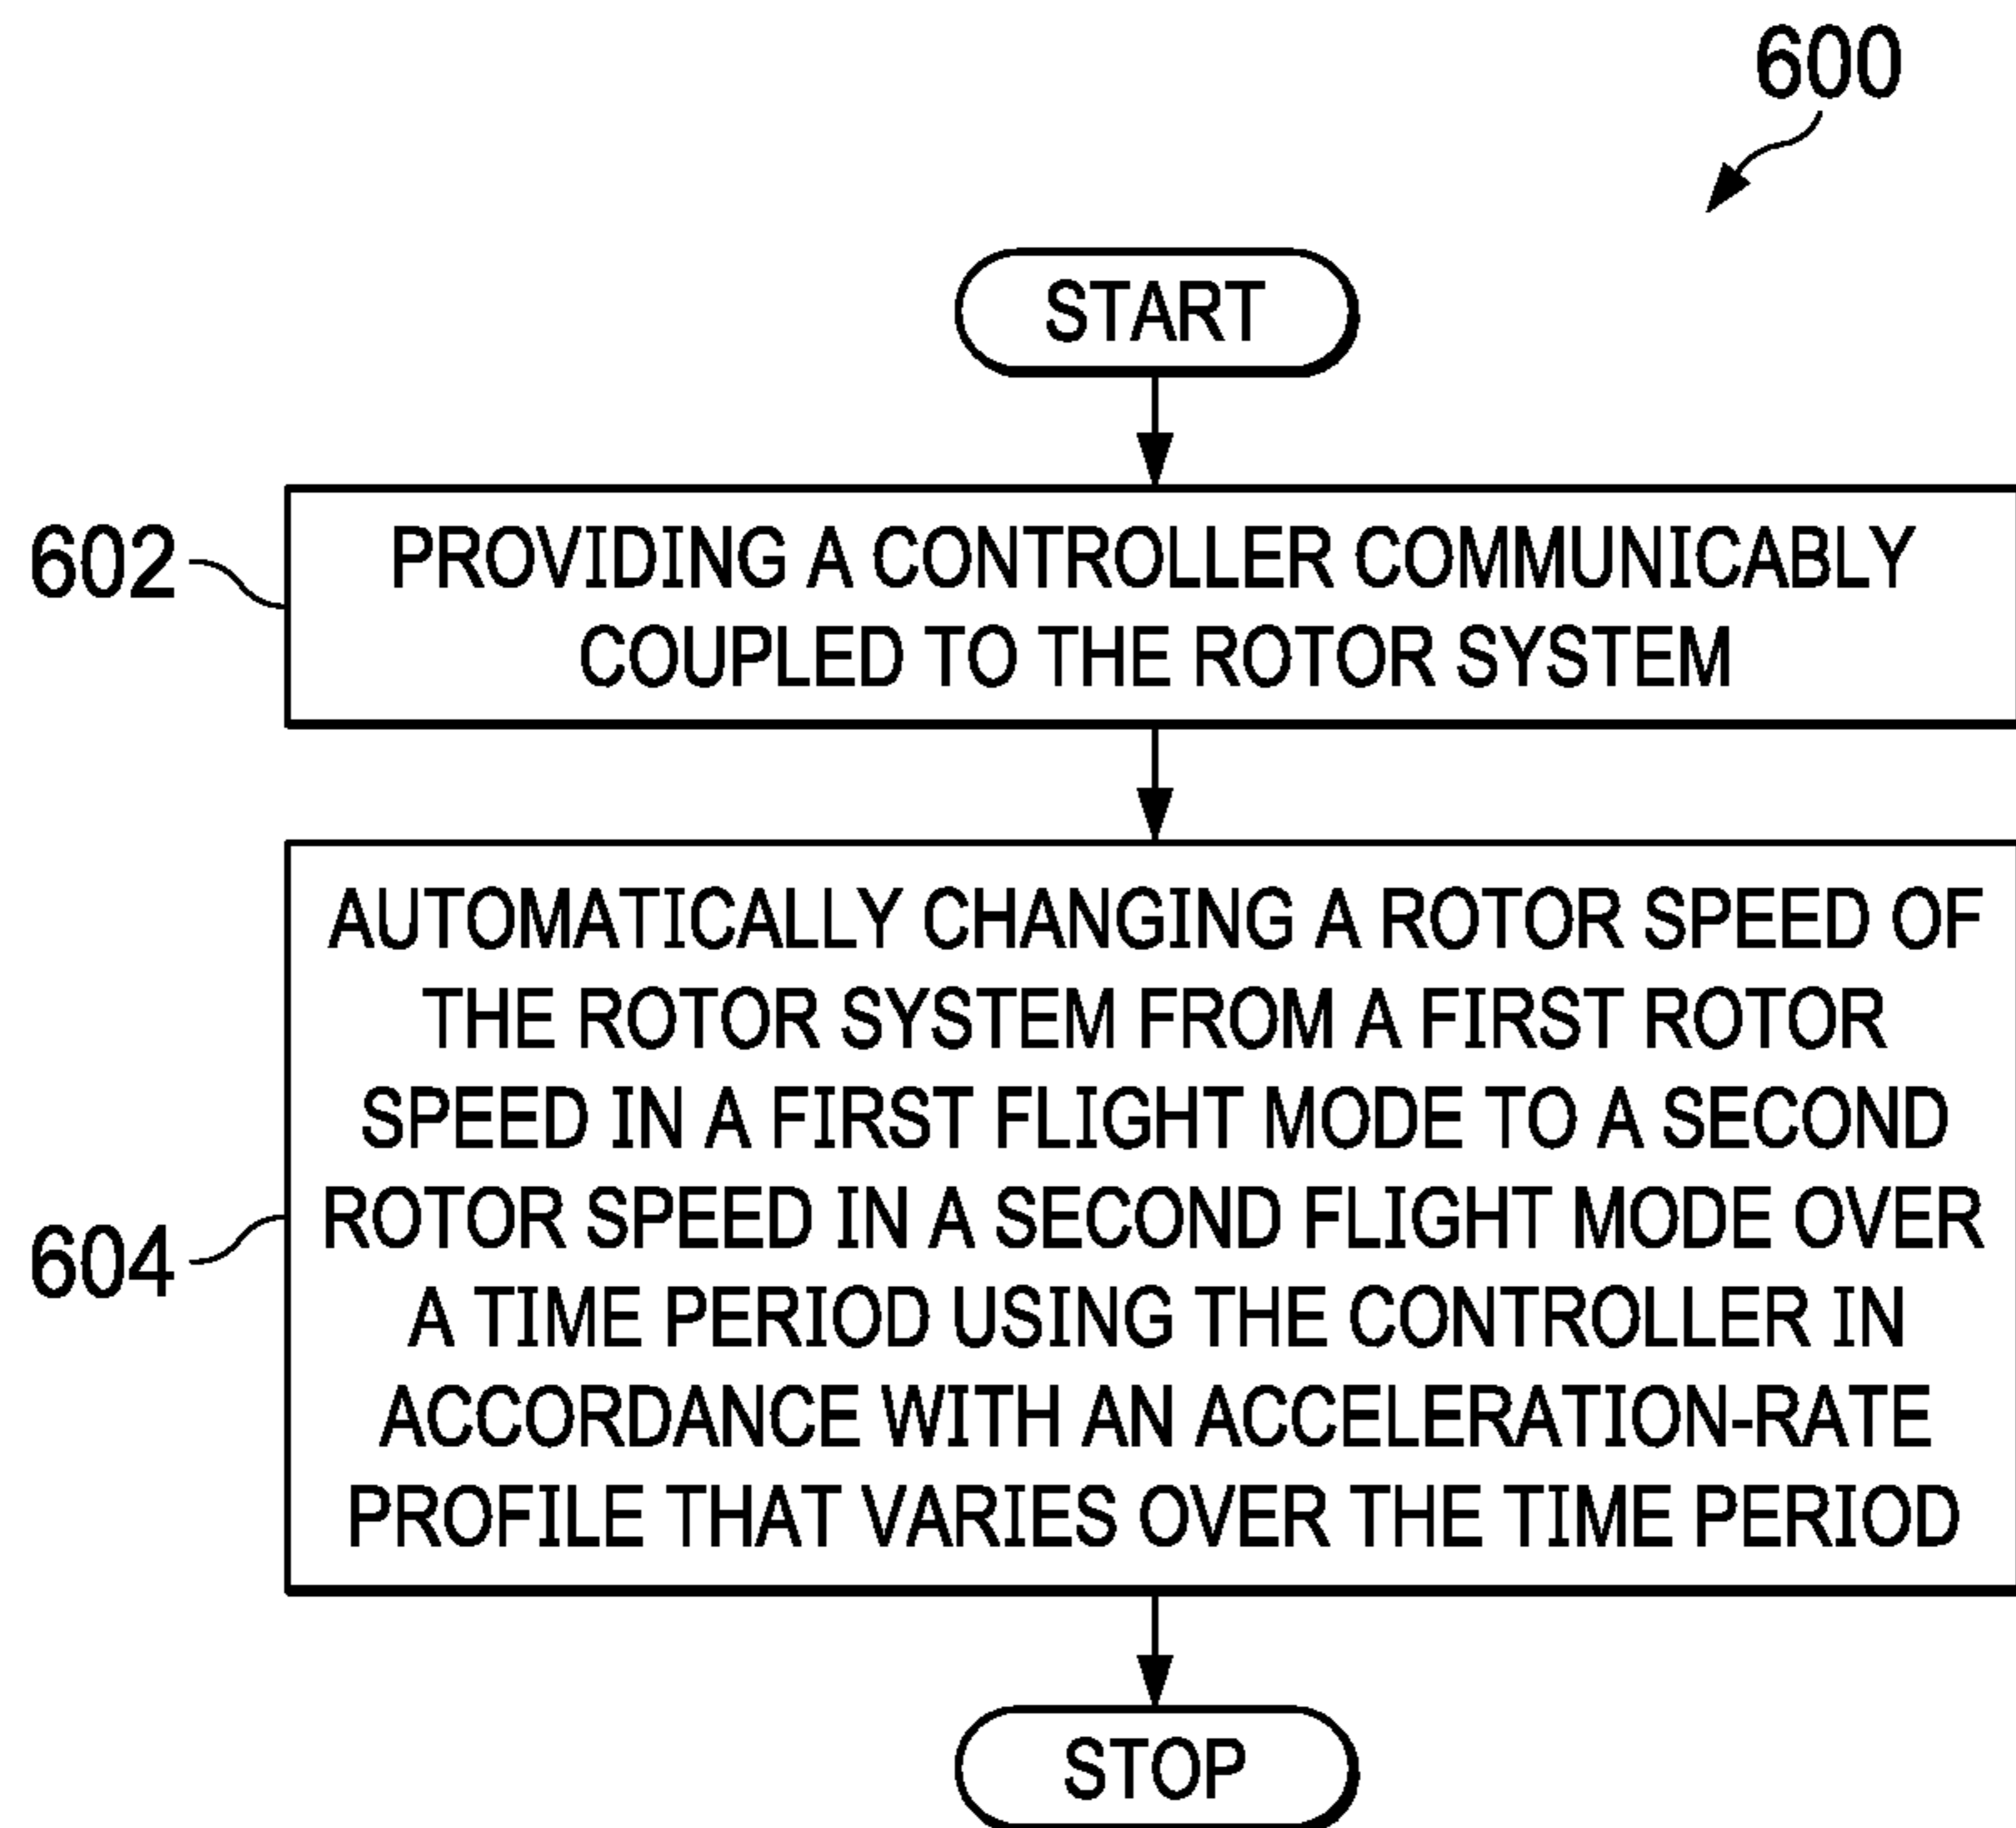 600
START
602
PROVIDING A CONTROLLER COMMUNICABLY
COUPLED TO THE ROTOR SYSTEM
604
AUTOMATICALLY CHANGING A ROTOR SPEED OF
THE ROTOR SYSTEM FROM A FIRST ROTOR
SPEED IN A FIRST FLIGHT MODE TO A SECOND
ROTOR SPEED IN A SECOND FLIGHT MODE OVER
A TIME PERIOD USING THE CONTROLLER IN
ACCORDANCE WITH AN ACCELERATION-RATE
PROFILE THAT VARIES OVER THE TIME PERIOD
STOP